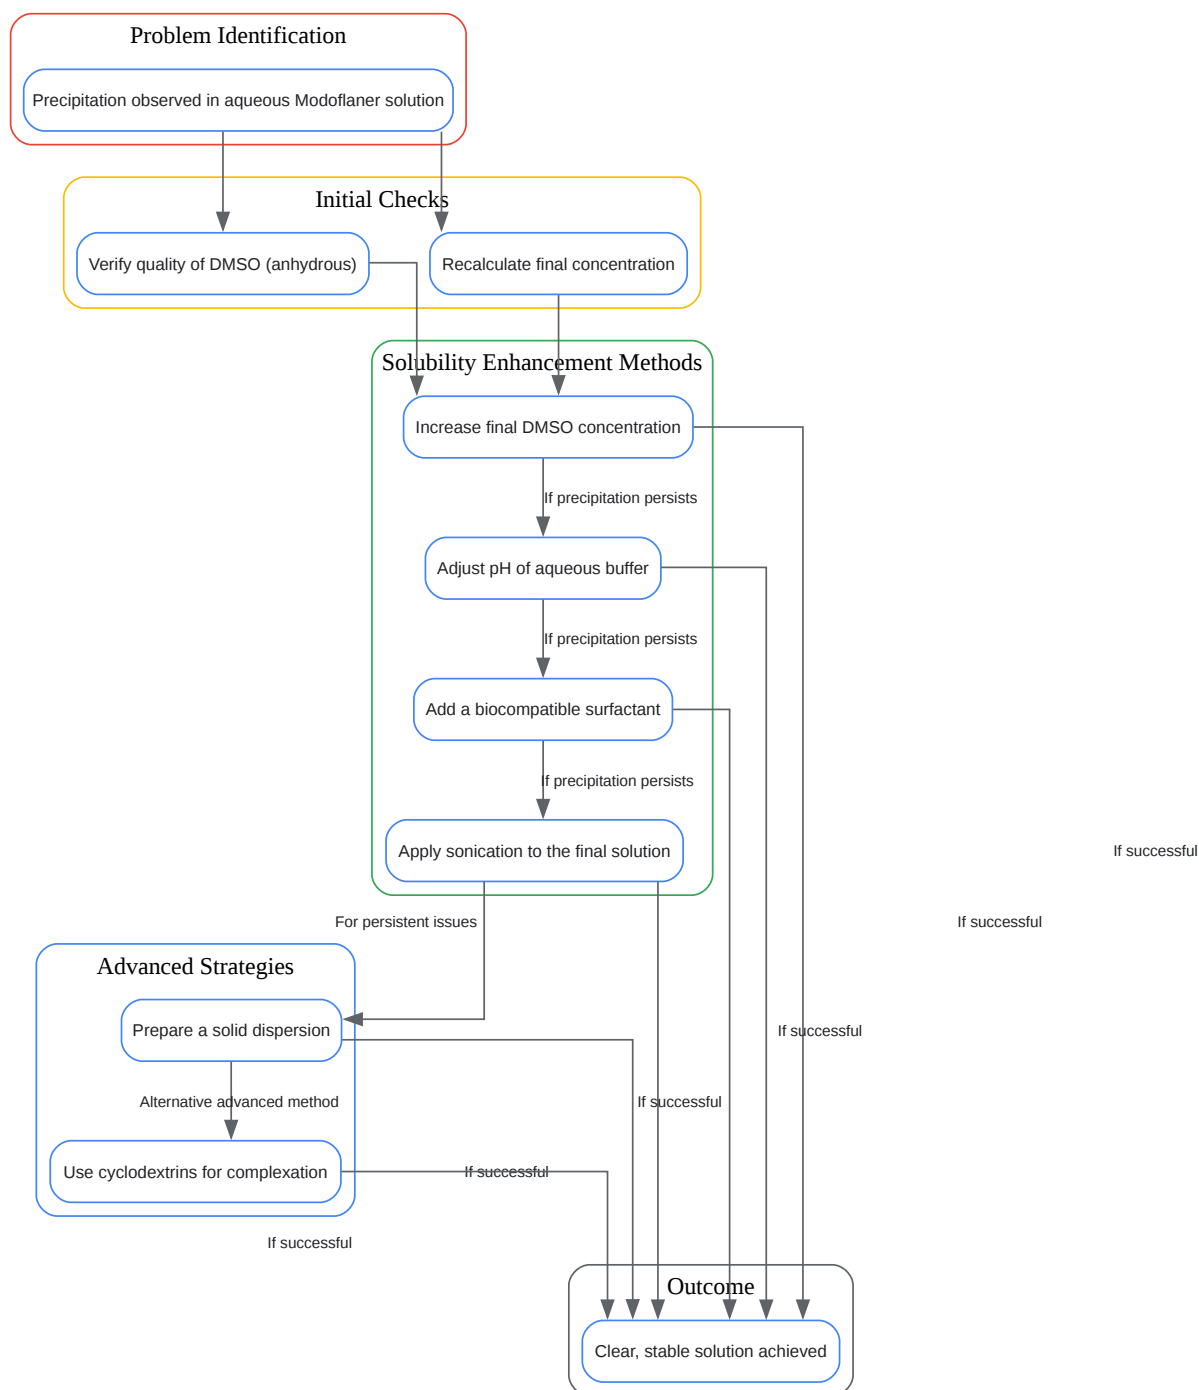 Problem Identification
Precipitation observed in aqueous Modoflaner solution
Initial Checks
Verify quality of DMSO (anhydrous)
Recalculate final concentration
Solubility Enhancement Methods
Increase final DMSO concentration
If precipitation persists
Adjust pH of aqueous buffer
If precipitation persists
Add a biocompatible surfactant
If precipitation persists
Apply sonication to the final solution
If successful
For persistent issues
If successful
Advanced Strategies
Prepare a solid dispersion
If successful
Alternative advanced method
If successful
Use cyclodextrins for complexation
If successful
If successful
Outcome
Clear, stable solution achieved